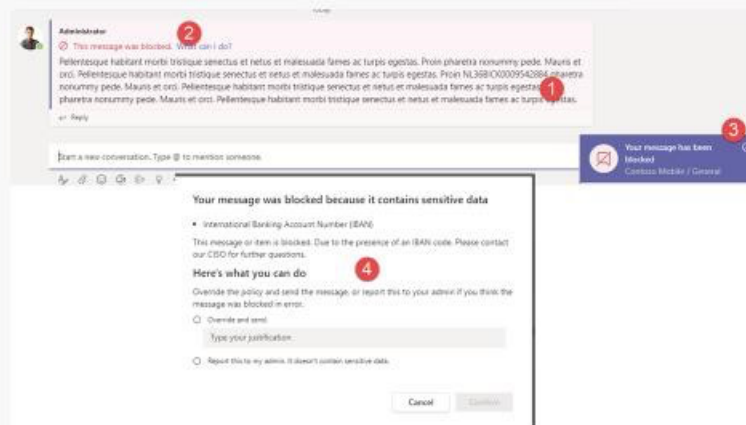 Today
Administrator
2
This message was blocked. What can I do?
Pellentesque habitant morbi tristique senectus et netus et malesuada fames ac turpis egestas. Proin pharetra nonummy pede. Mauris et
orci. Pellentesque habitant morbi tristique senectus et netus et malesuada fames ac turpis egestas. Proin pharetra
nonummy pede. Mauris et orci. Pellentesque habitant morbi tristique senectus et netus et malesuada fames ac turpis egestas
pharetra nonummy pede. Mauris et orci. Pellentesque habitant morbi tristique senectus et netus et malesuada fames ac turpis egestas.
1
Reply
Start a new conversation. Type @ to mention someone.
3
Your message has been
blocked
Contoso Mobile / General
Your message was blocked because it contains sensitive data
• International Banking Account Number (IBAN)
This message or item is blocked. Due to the presence of an IBAN code. Please contact
our CISO for further questions.
Here's what you can do
4
Override the policy and send the message, or report this to your admin if you think the
message was blocked in error.
Override and send.
Type your justification
Report this to my admin. It doesn't contain sensitive data.
Cancel
Confirm